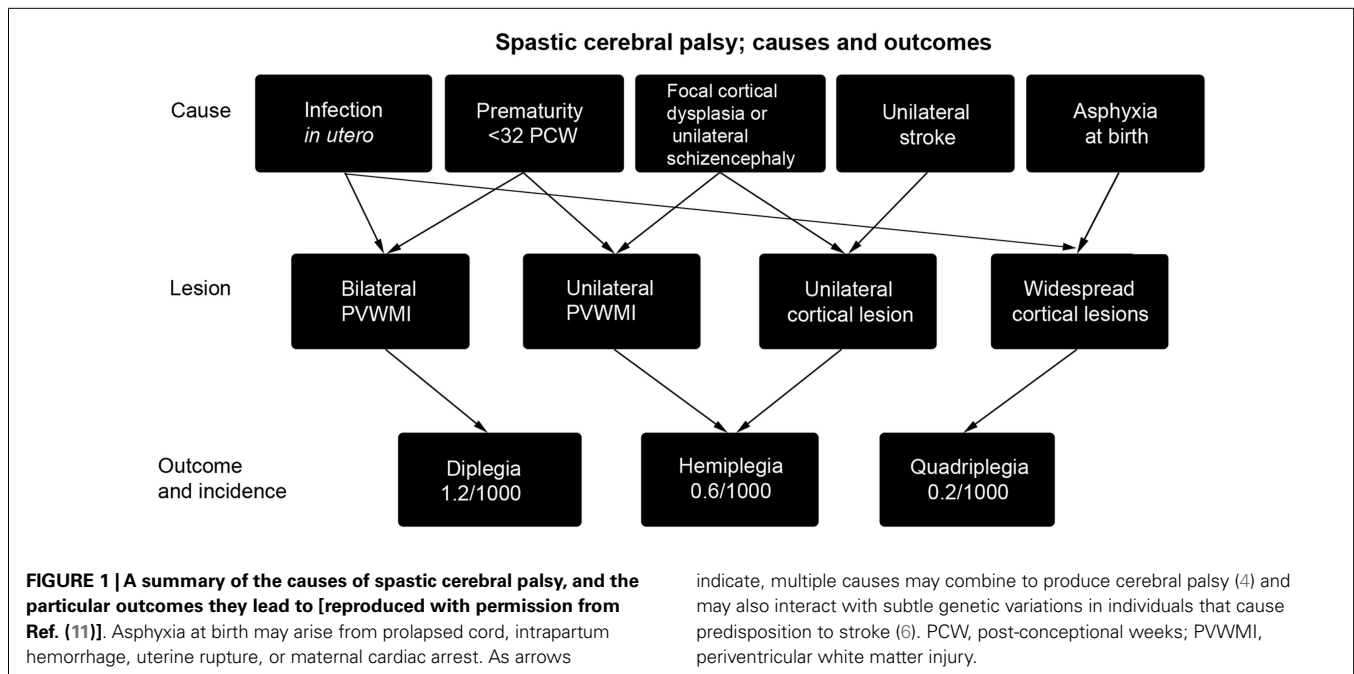 Spastic cerebral palsy; causes and outcomes
Cause
Infection
in utero
Prematurity
<32 PCW
Focal cortical
dysplasia or
unilateral
schizencephaly
Unilateral
stroke
Asphyxia
at birth
Lesion
Bilateral
PVWMI
Unilateral
PVWMI
Unilateral
cortical lesion
Widespread
cortical lesions
Outcome
and incidence
Diplegia
1.2/1000
Hemiplegia
0.6/1000
Quadriplegia
0.2/1000
FIGURE 1 | A summary of the causes of spastic cerebral palsy, and the
particular outcomes they lead to [reproduced with permission from
Ref. (11)]. Asphyxia at birth may arise from prolapsed cord, intrapartum
hemorrhage, uterine rupture, or maternal cardiac arrest. As arrows
indicate, multiple causes may combine to produce cerebral palsy (4) and
may also interact with subtle genetic variations in individuals that cause
predisposition to stroke (6). PCW, post-conceptional weeks; PVWMI,
periventricular white matter injury.